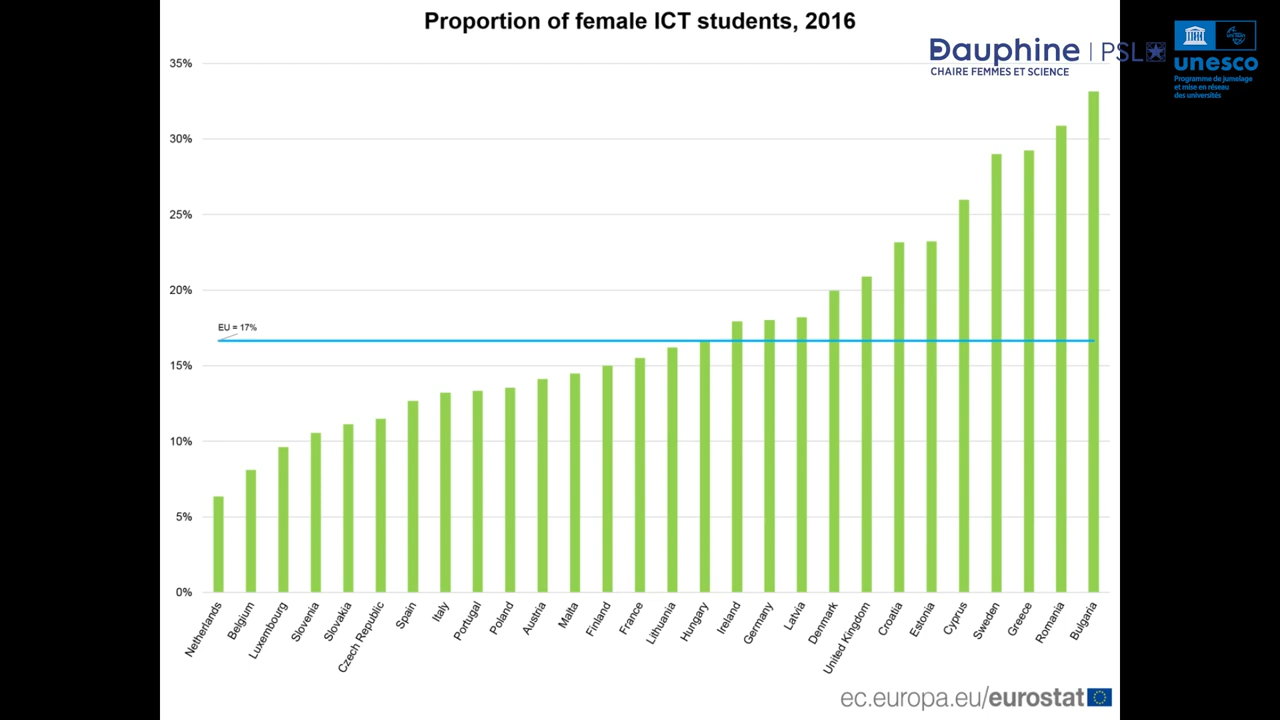 Proportion of female ICT students, 2016
Dauphine | PSL
CHAIRE FEMMES ET SCIENCE
unesco
Programme de jumelage
et mise en réseau
des universités
35%
30%
25%
20%
EU = 17%
15%
10%
5%
0%
Netherlands
Belgium
Luxembourg
Slovenia
Slovakia
Czech Republic
Spain
Italy
Portugal
Poland
Austria
Malta
Finland
France
Lithuania
Hungary
Ireland
Germany
Latvia
Denmark
United Kingdom
Croatia
Estonia
Cyprus
Sweden
Greece
Romania
Bulgaria
ec.europa.eu/eurostat